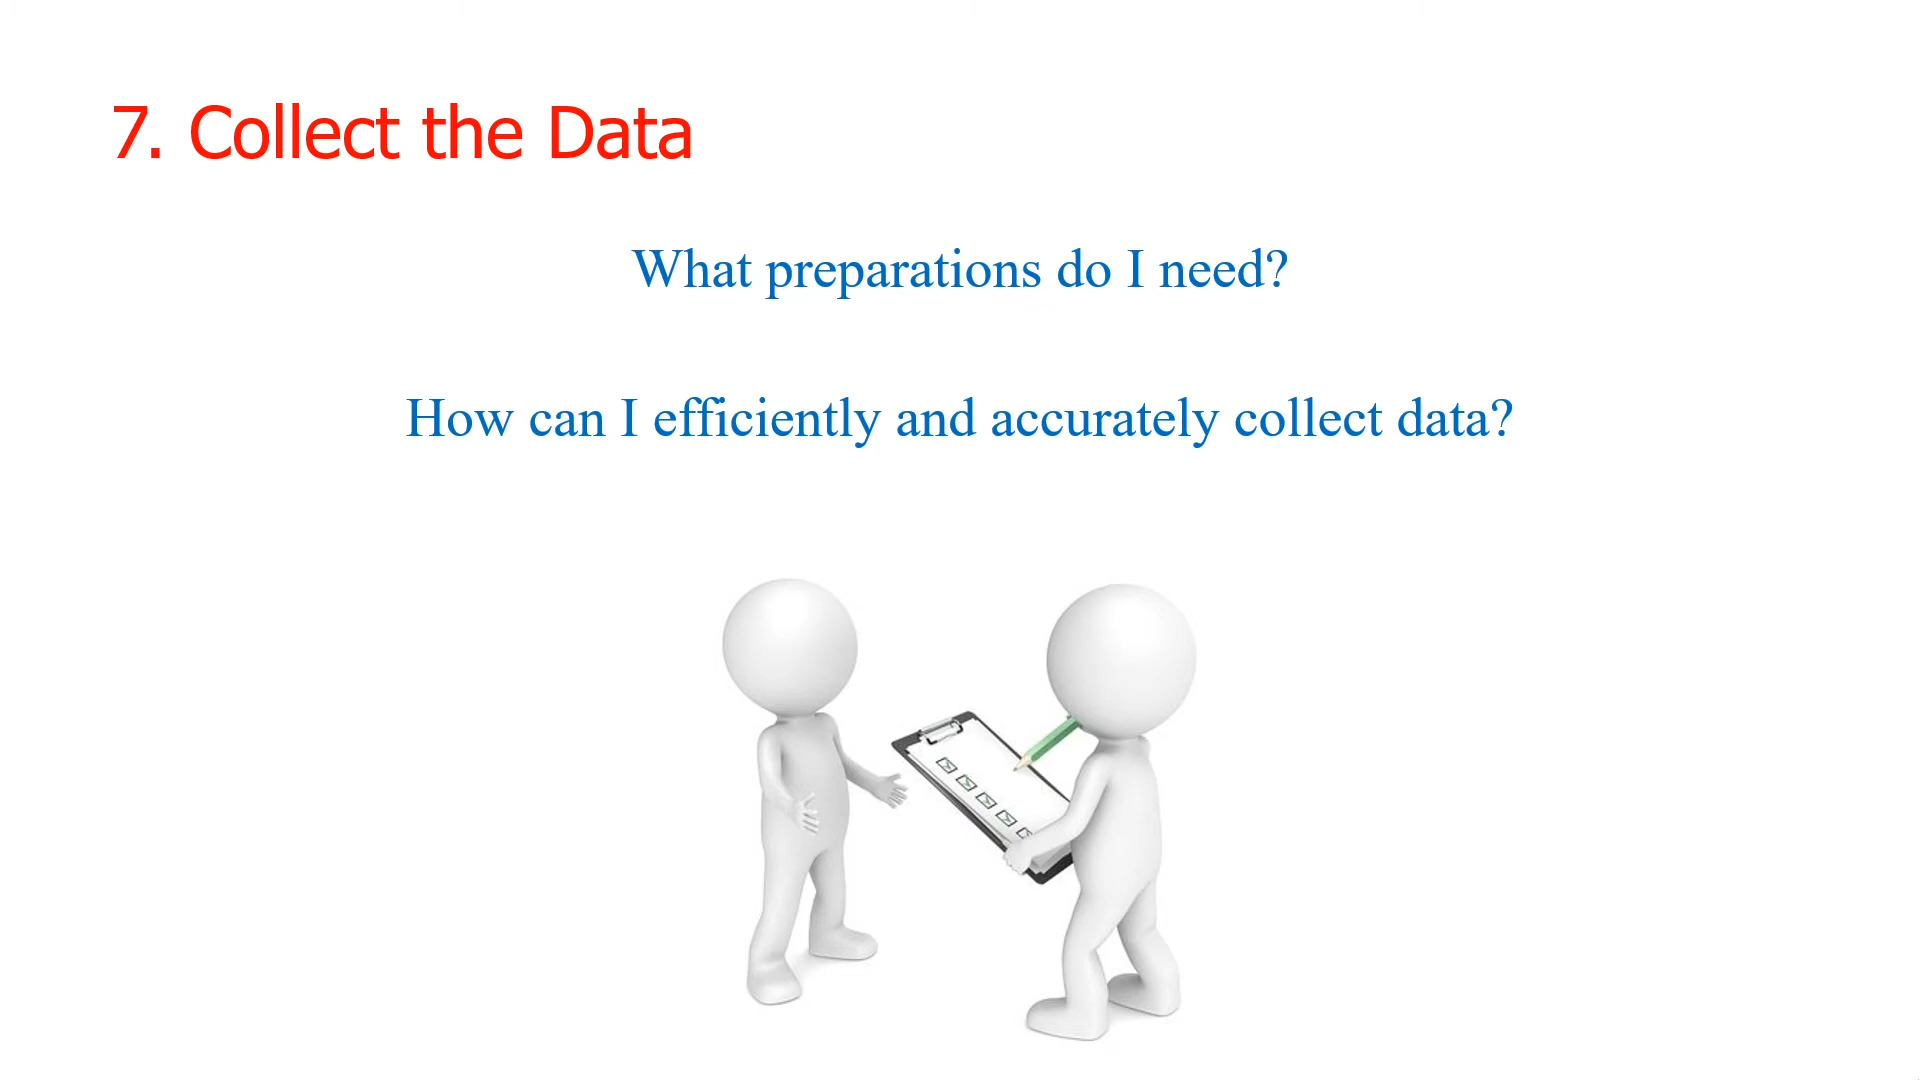 7. Collect the Data
What preparations do I need?
How can I efficiently and accurately collect data?